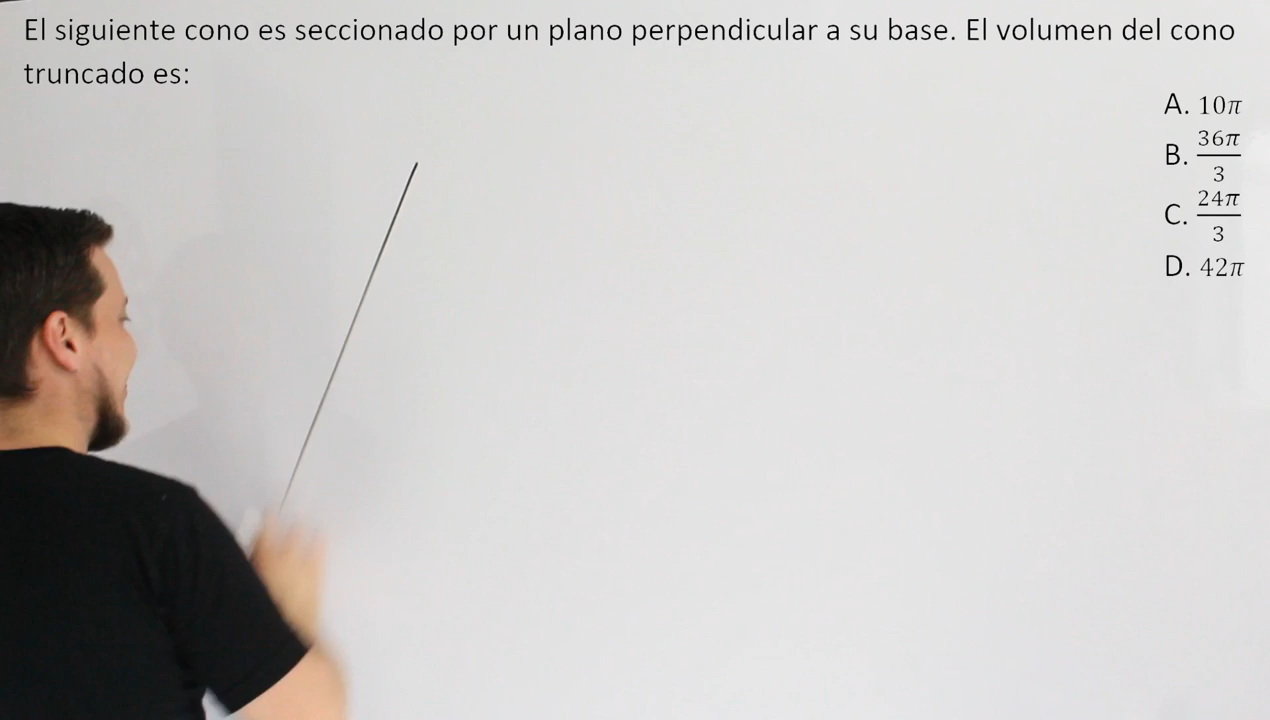 El siguiente cono es seccionado por un plano perpendicular a su base. El volumen del cono
truncado es:
A. 10π
B. 36π/3
C. 24π/3
D. 42π